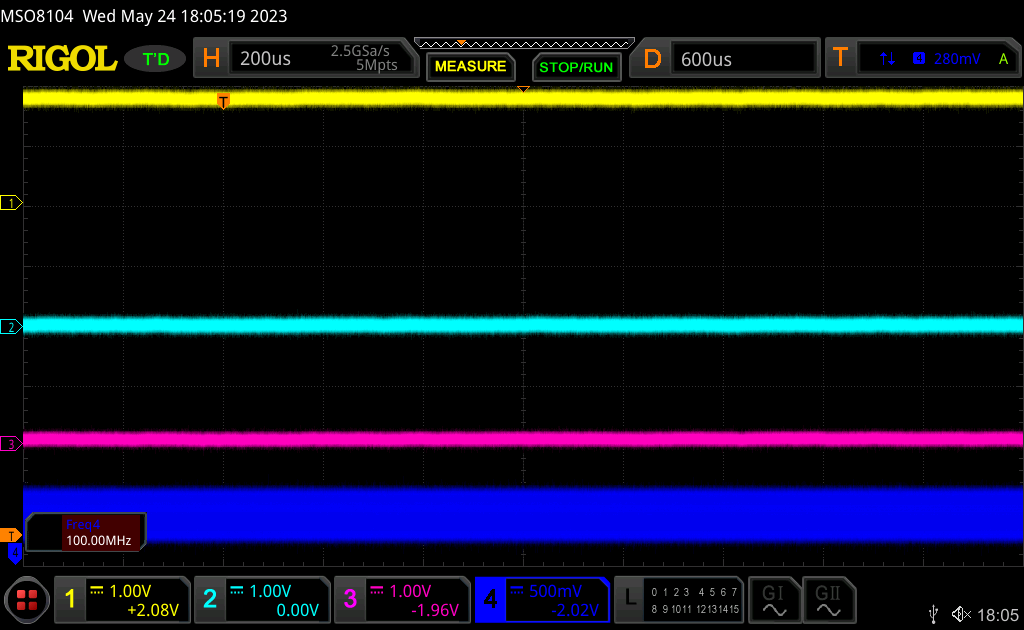 MSO8104 Wed May 24 18:05:19 2023
RIGOL T'D H 200us 2.5GSa/s 5Mpts MEASURE STOP/RUN D 600us T 4 280mV A
T
1
2
3
T
4
Freq4
100.00MHz
1 1.00V +2.08V
2 1.00V 0.00V
3 1.00V -1.96V
4 500mV -2.02V
L 0 1 2 3 4 5 6 7
8 9 10 11 12 13 14 15
GI GII
18:05